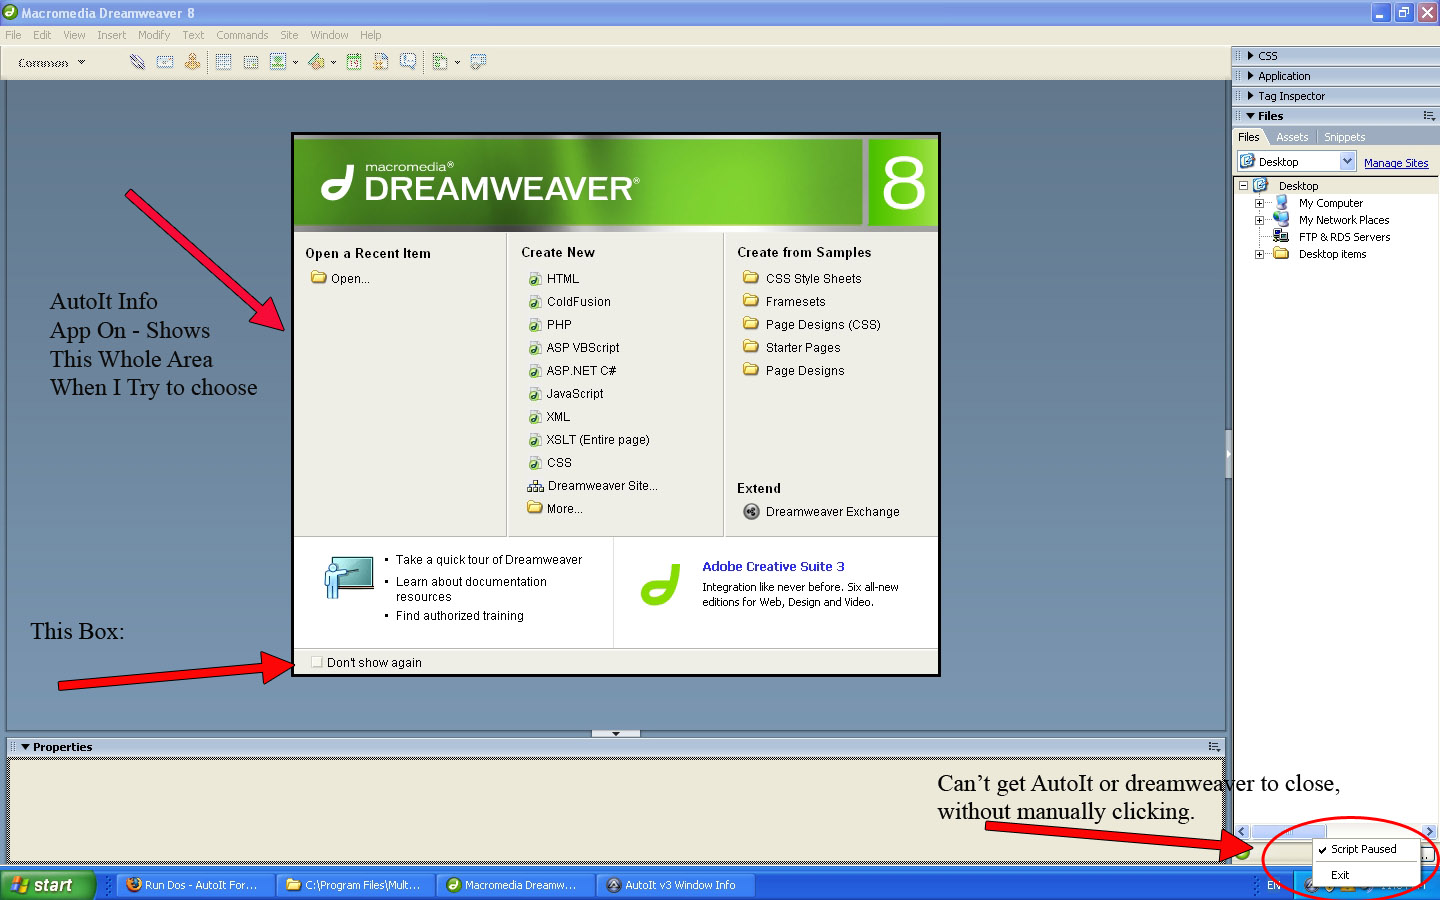 Macromedia Dreamweaver 8
File Edit View Insert Modify Text Commands Site Window Help
Common
CSS
Application
Tag Inspector
Files
Files Assets Snippets
Desktop Manage Sites
Desktop
My Computer
My Network Places
FTP & RDS Servers
Desktop items
macromedia®
DREAMWEAVER®
8
Open a Recent Item
Open...
Create New
HTML
ColdFusion
PHP
ASP VBScript
ASP.NET C#
JavaScript
XML
XSLT (Entire page)
CSS
Dreamweaver Site...
More...
Create from Samples
CSS Style Sheets
Framesets
Page Designs (CSS)
Starter Pages
Page Designs
Extend
Dreamweaver Exchange
• Take a quick tour of Dreamweaver
• Learn about documentation
resources
• Find authorized training
Adobe Creative Suite 3
Integration like never before. Six all-new
editions for Web, Design and Video.
Don't show again
AutoIt Info
App On - Shows
This Whole Area
When I Try to choose
This Box:
Properties
Can't get AutoIt or dreamweaver to close,
without manually clicking.
Script Paused
Exit
start
Run Dos - AutoIt For...
C:\Program Files\Mult...
Macromedia Dreamw...
AutoIt v3 Window Info
EN